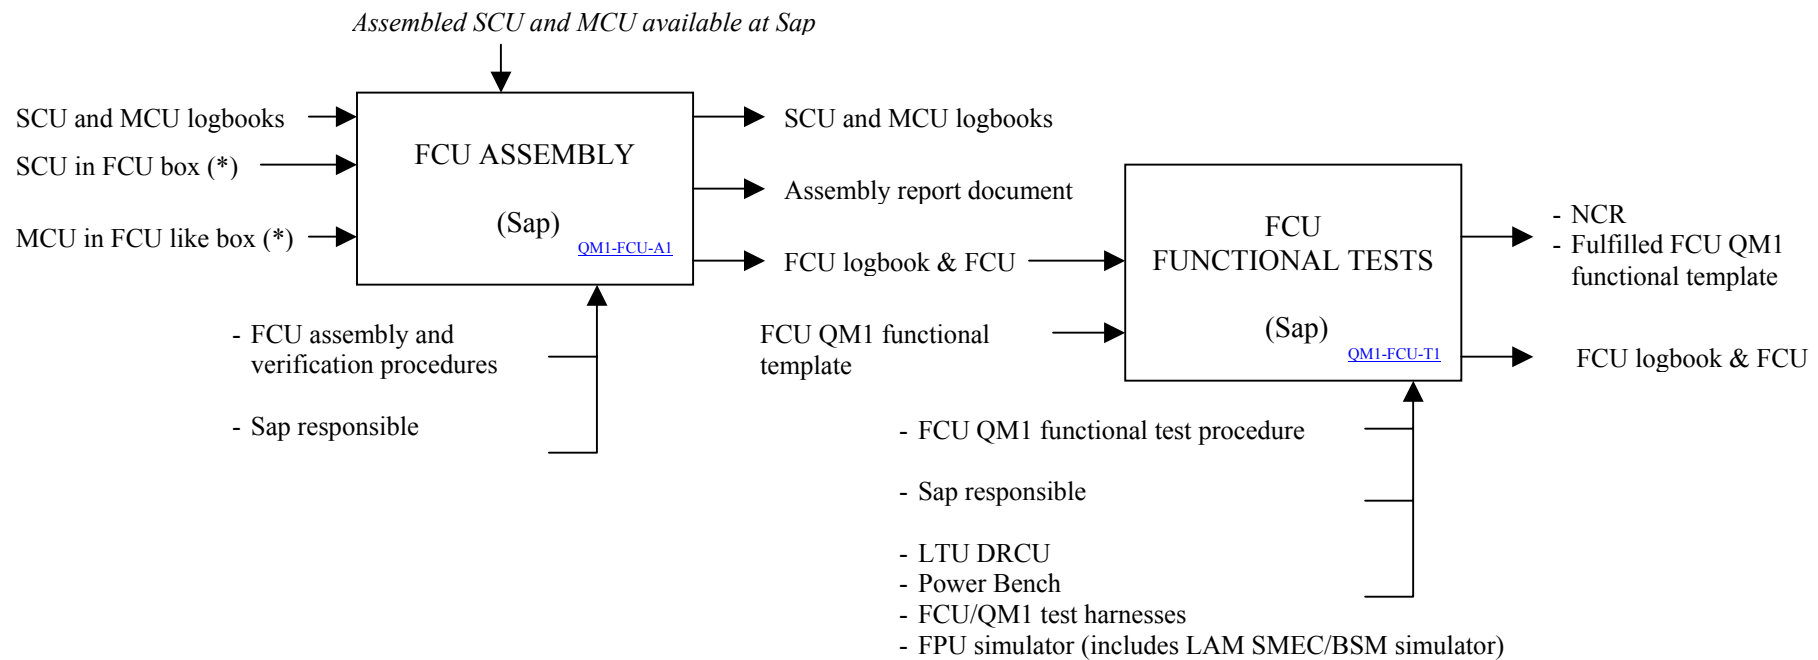 Assembled SCU and MCU available at Sap
SCU and MCU logbooks
SCU in FCU box (*)
MCU in FCU like box (*)
FCU ASSEMBLY
(Sap)
QM1-FCU-A1
SCU and MCU logbooks
Assembly report document
FCU logbook & FCU
- FCU assembly and
verification procedures
- Sap responsible
FCU QM1 functional
template
FCU
FUNCTIONAL TESTS
(Sap)
QM1-FCU-T1
- NCR
- Fulfilled FCU QM1
functional template
FCU logbook & FCU
- FCU QM1 functional test procedure
- Sap responsible
- LTU DRCU
- Power Bench
- FCU/QM1 test harnesses
- FPU simulator (includes LAM SMEC/BSM simulator)